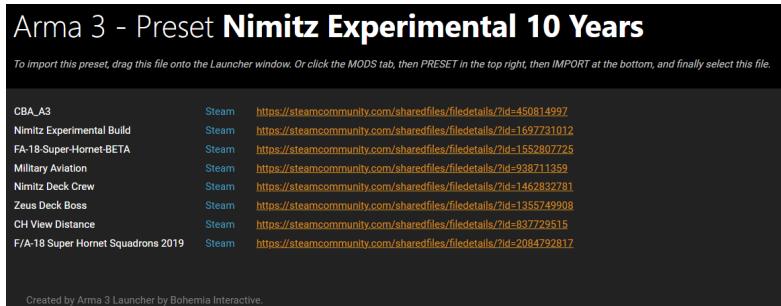 Arma 3 - Preset Nimitz Experimental 10 Years
To import this preset, drag this file onto the Launcher window. Or click the MODS tab, then PRESET in the top right, then IMPORT at the bottom, and finally select this file.
CBA_A3 Steam https://steamcommunity.com/sharedfiles/filedetails/?id=450814997
Nimitz Experimental Build Steam https://steamcommunity.com/sharedfiles/filedetails/?id=1697731012
FA-18-Super-Hornet-BETA Steam https://steamcommunity.com/sharedfiles/filedetails/?id=1552807725
Military Aviation Steam https://steamcommunity.com/sharedfiles/filedetails/?id=938711359
Nimitz Deck Crew Steam https://steamcommunity.com/sharedfiles/filedetails/?id=1462832781
Zeus Deck Boss Steam https://steamcommunity.com/sharedfiles/filedetails/?id=1355749908
CH View Distance Steam https://steamcommunity.com/sharedfiles/filedetails/?id=837729515
F/A-18 Super Hornet Squadrons 2019 Steam https://steamcommunity.com/sharedfiles/filedetails/?id=2084792817
Created by Arma 3 Launcher by Bohemia Interactive.